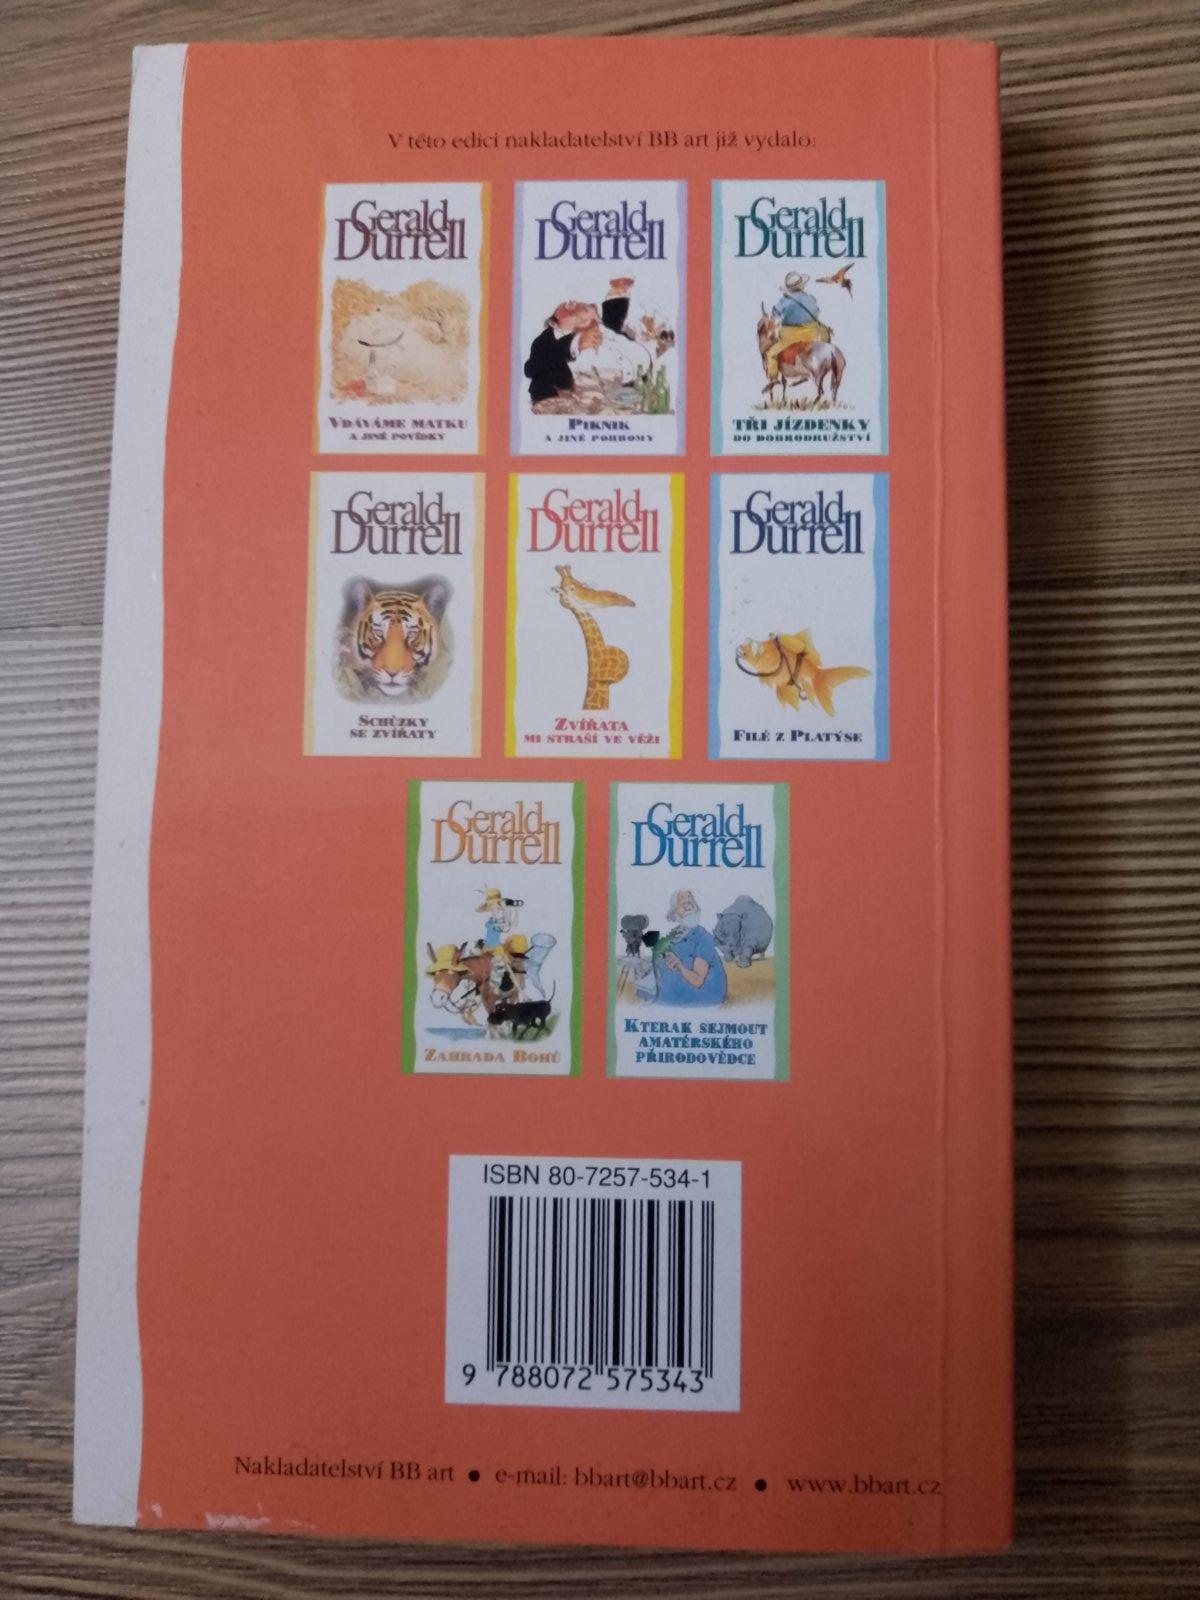 V této edici nakladatelství BB art již vydalo:
Gerald
Durrell
VDÁVÁME MATKU
A JINÉ POVÍDKY
Gerald
Durrell
PIKNIK
A JINÉ POHROMY
Gerald
Durrell
TŘI JÍZDENKY
DO DOBRODRUŽSTVÍ
Gerald
Durrell
SCHŮZKY
SE ZVÍŘATY
Gerald
Durrell
ZVÍŘATA
MI STRAŠÍ VE VĚŽI
Gerald
Durrell
FILÉ Z PLATÝSE
Gerald
Durrell
ZAHRADA BOHŮ
Gerald
Durrell
KTERAK SEJMOUT
AMATÉRSKÉHO
PŘÍRODOVĚDCE
ISBN 80-7257-534-1
9 788072 575343
Nakladatelství BB art • e-mail: bbart@bbart.cz • www.bbart.cz